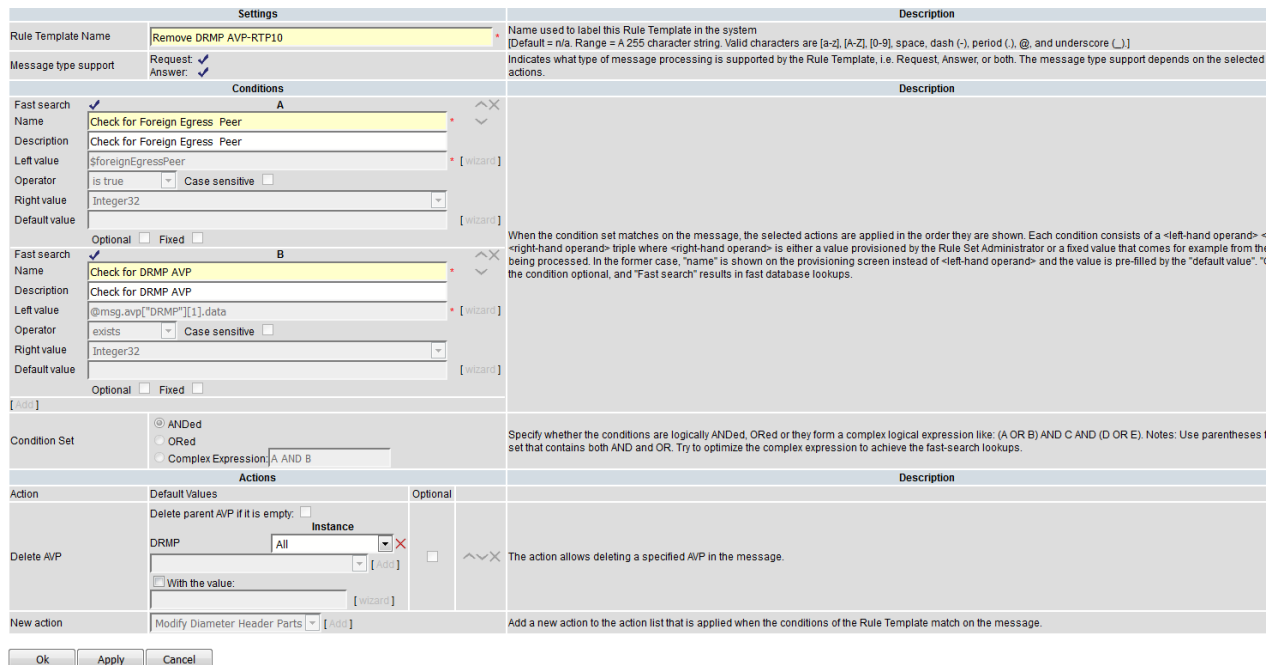 Settings Description
Rule Template Name Remove DRMP AVP-RTP10 * Name used to label this Rule Template in the system
[Default = n/a. Range = A 255 character string. Valid characters are [a-z], [A-Z], [0-9], space, dash (-), period (.), @, and underscore (_).]
Message type support Request: Indicates what type of message processing is supported by the Rule Template, i.e. Request, Answer, or both. The message type support depends on the selected
Answer: actions.
Conditions Description
Fast search A
Name Check for Foreign Egress Peer *
Description Check for Foreign Egress Peer
Left value $foreignEgressPeer * [ wizard ]
Operator is true Case sensitive
Right value Integer32
Default value [ wizard ]
Optional Fixed
Fast search B
Name Check for DRMP AVP *
Description Check for DRMP AVP
Left value @msg.avp["DRMP"][1].data * [ wizard ]
Operator exists Case sensitive
Right value Integer32
Default value [ wizard ]
Optional Fixed
[ Add ]
When the condition set matches on the message, the selected actions are applied in the order they are shown. Each condition consists of a <left-hand operand> <
<right-hand operand> triple where <right-hand operand> is either a value provisioned by the Rule Set Administrator or a fixed value that comes for example from the
being processed. In the former case, "name" is shown on the provisioning screen instead of <left-hand operand> and the value is pre-filled by the "default value". "
the condition optional, and "Fast search" results in fast database lookups.
Condition Set ANDed
ORed
Complex Expression: A AND B
Specify whether the conditions are logically ANDed, ORed or they form a complex logical expression like: (A OR B) AND C AND (D OR E). Notes: Use parentheses
set that contains both AND and OR. Try to optimize the complex expression to achieve the fast-search lookups.
Actions Description
Action Default Values Optional
Delete AVP Delete parent AVP if it is empty:
Instance
DRMP All
[ Add ]
With the value:
[ wizard ]
The action allows deleting a specified AVP in the message.
New action Modify Diameter Header Parts [ Add ] Add a new action to the action list that is applied when the conditions of the Rule Template match on the message.
Ok Apply Cancel